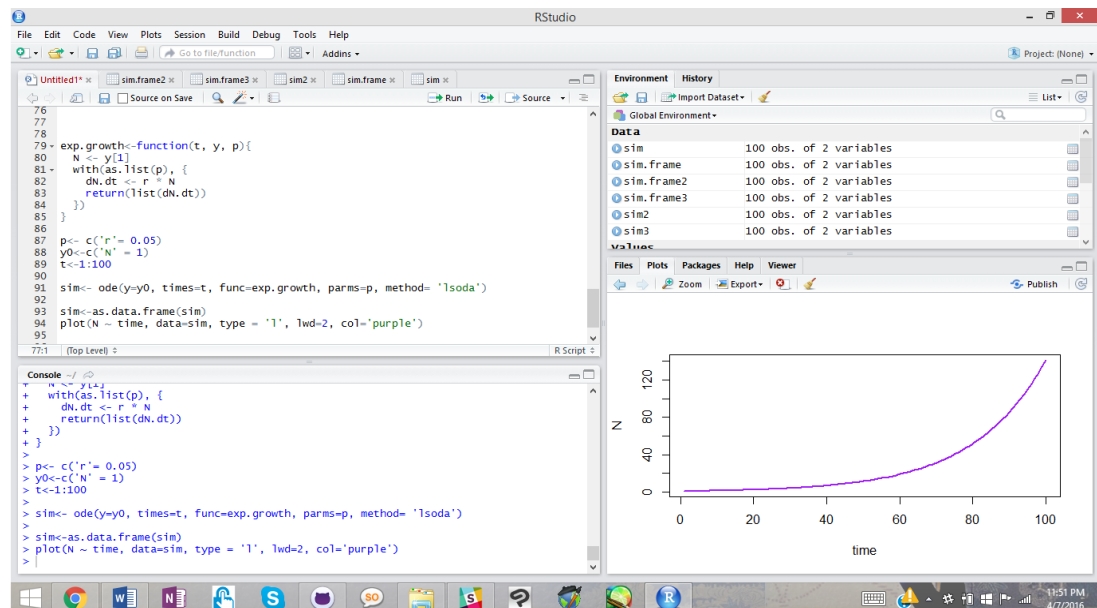 RStudio
File Edit Code View Plots Session Build Debug Tools Help
Go to file/function Addins Project: (None)
Untitled1* sim.frame2 sim.frame3 sim2 sim.frame sim
Source on Save Run Source
76
77
78
79 exp.growth<-function(t, y, p){
80 N <- y[1]
81 with(as.list(p), {
82 dN.dt <- r * N
83 return(list(dN.dt))
84 })
85 }
86
87 p<- c('r'= 0.05)
88 y0<-c('N' = 1)
89 t<-1:100
90
91 sim<- ode(y=y0, times=t, func=exp.growth, parms=p, method= 'lsoda')
92
93 sim<-as.data.frame(sim)
94 plot(N ~ time, data=sim, type = 'l', lwd=2, col='purple')
95
77:1 (Top Level) R Script
Console ~/
+ N <- y[1]
+ with(as.list(p), {
+ dN.dt <- r * N
+ return(list(dN.dt))
+ })
+ }
>
> p<- c('r'= 0.05)
> y0<-c('N' = 1)
> t<-1:100
>
> sim<- ode(y=y0, times=t, func=exp.growth, parms=p, method= 'lsoda')
>
> sim<-as.data.frame(sim)
> plot(N ~ time, data=sim, type = 'l', lwd=2, col='purple')
>
Environment History
Import Dataset List
Global Environment
Data
sim 100 obs. of 2 variables
sim.frame 100 obs. of 2 variables
sim.frame2 100 obs. of 2 variables
sim.frame3 100 obs. of 2 variables
sim2 100 obs. of 2 variables
sim3 100 obs. of 2 variables
Values
Files Plots Packages Help Viewer
Zoom Export Publish
N
120
80
40
0
0 20 40 60 80 100
time
11:51 PM
4/7/2016